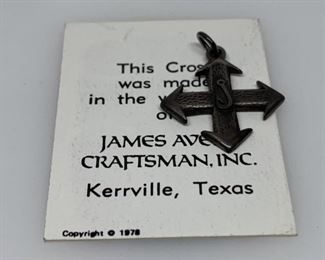 This Cros
was made
in the w
o
JAMES AVE
CRAFTSMAN, INC.
Kerrville, Texas
Copyright © 1978
S